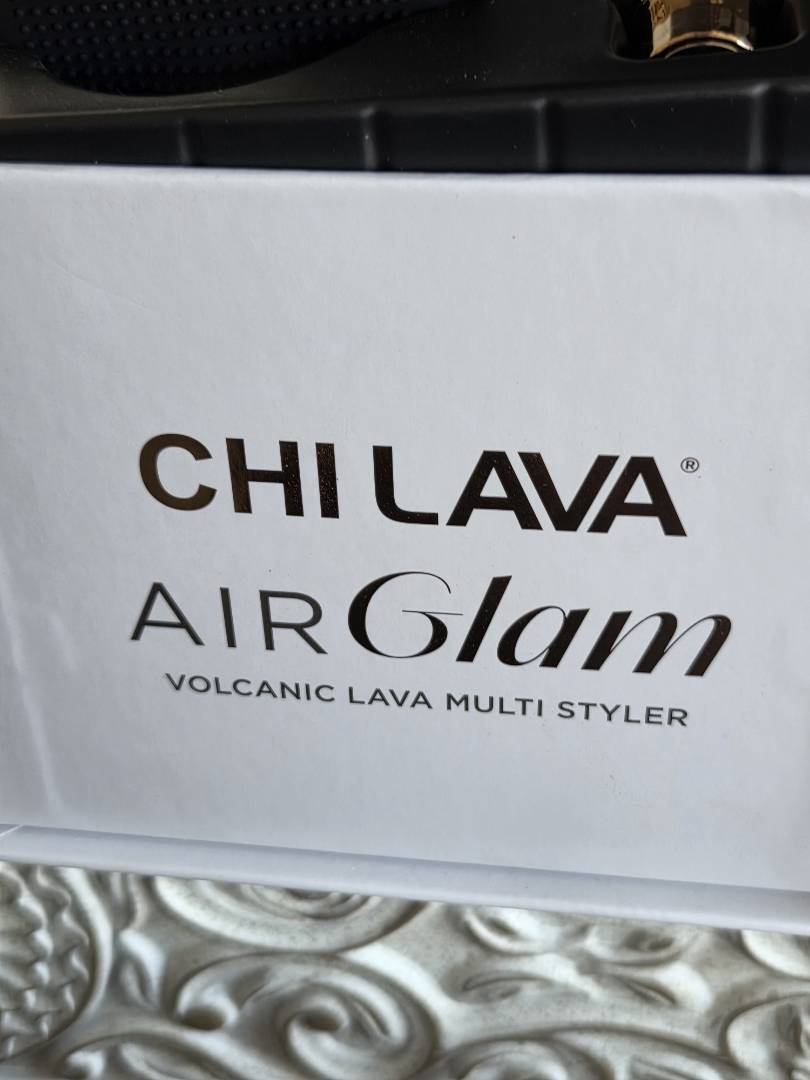 CHI LAVA®
AIR Glam
VOLCANIC LAVA MULTI STYLER